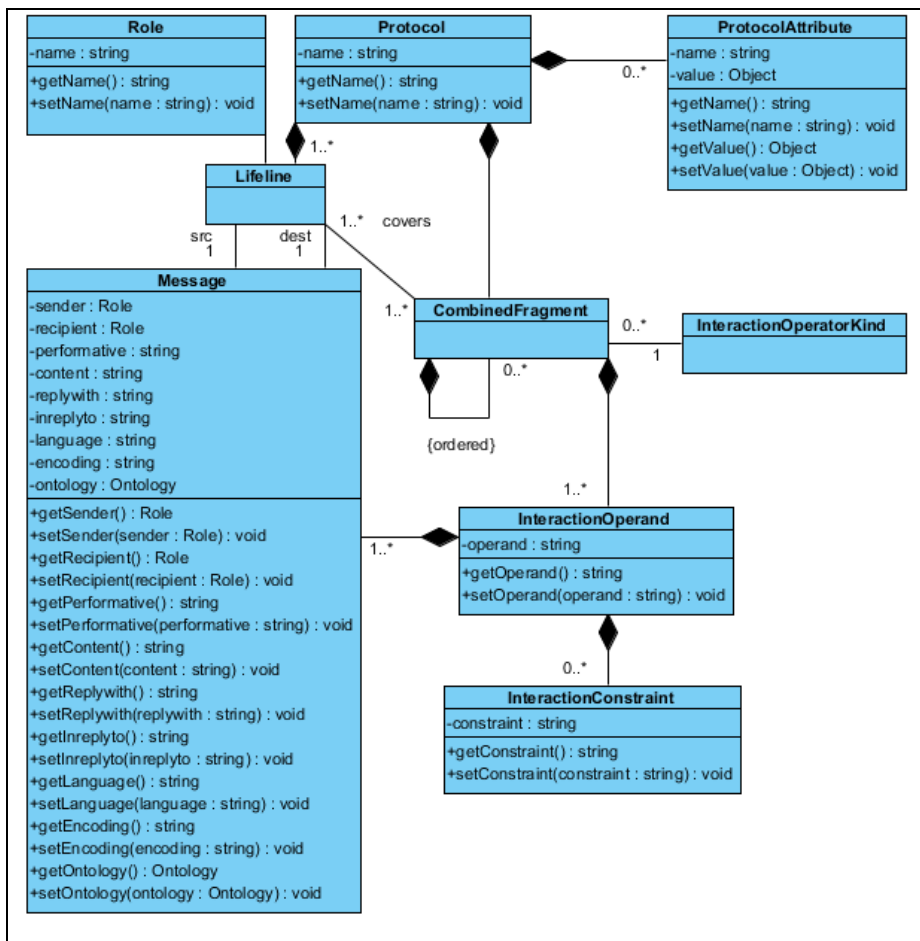 Role
-name : string
+getName() : string
+setName(name : string) : void
Protocol
-name : string
+getName() : string
+setName(name : string) : void
ProtocolAttribute
-name : string
-value : Object
+getName() : string
+setName(name : string) : void
+getValue() : Object
+setValue(value : Object) : void
0..*
1..*
Lifeline
1..*
covers
src
1
dest
1
Message
-sender : Role
-recipient : Role
-performative : string
-content : string
-replywith : string
-inreplyto : string
-language : string
-encoding : string
-ontology : Ontology
+getSender() : Role
+setSender(sender : Role) : void
+getRecipient() : Role
+setRecipient(recipient : Role) : void
+getPerformative() : string
+setPerformative(performative : string) : void
+getContent() : string
+setContent(content : string) : void
+getReplywith() : string
+setReplywith(replywith : string) : void
+getInreplyto() : string
+setInreplyto(inreplyto : string) : void
+getLanguage() : string
+setLanguage(language : string) : void
+getEncoding() : string
+setEncoding(encoding : string) : void
+getOntology() : Ontology
+setOntology(ontology : Ontology) : void
1..*
CombinedFragment
0..*
1
InteractionOperatorKind
0..*
{ordered}
1..*
InteractionOperand
-operand : string
+getOperand() : string
+setOperand(operand : string) : void
1..*
0..*
InteractionConstraint
-constraint : string
+getConstraint() : string
+setConstraint(constraint : string) : void